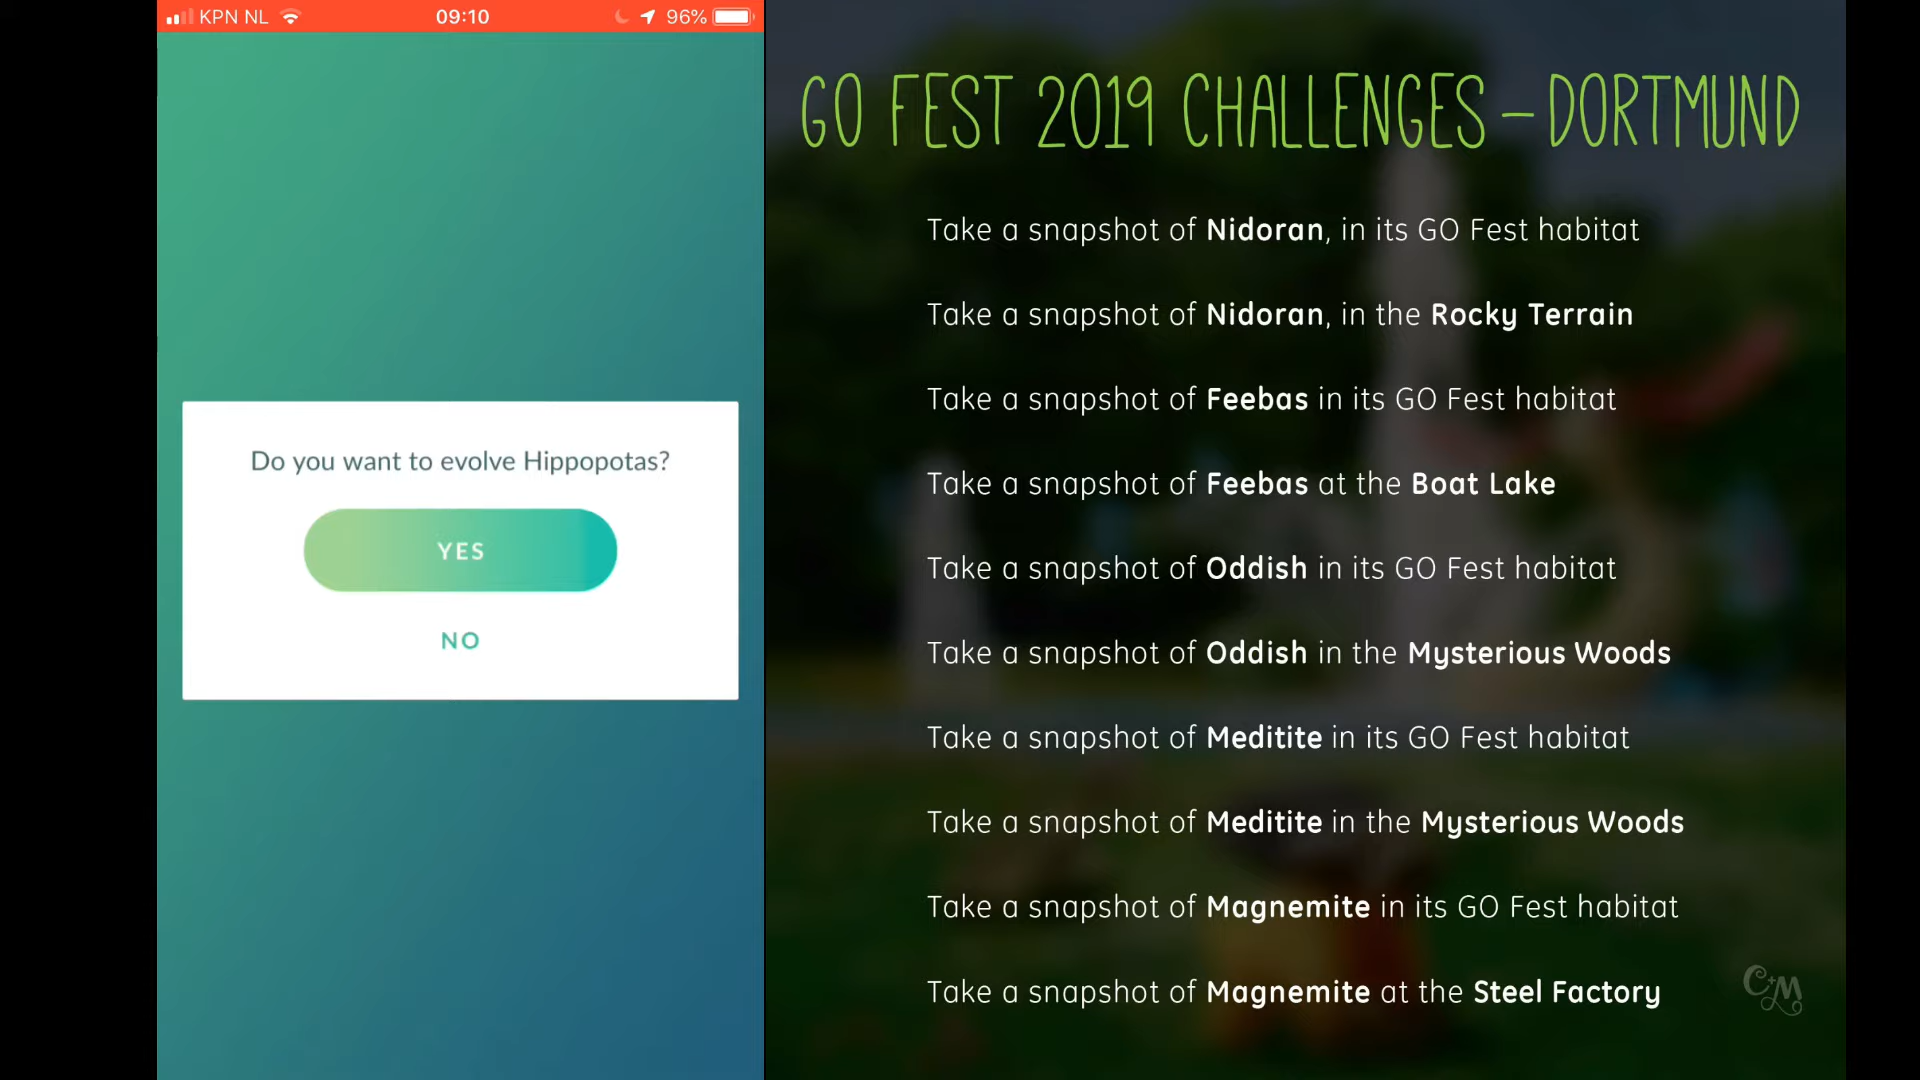 KPN NL 09:10 96%
Do you want to evolve Hippopotas?
YES
NO
GO FEST 2019 CHALLENGES – DORTMUND
Take a snapshot of Nidoran, in its GO Fest habitat
Take a snapshot of Nidoran, in the Rocky Terrain
Take a snapshot of Feebas in its GO Fest habitat
Take a snapshot of Feebas at the Boat Lake
Take a snapshot of Oddish in its GO Fest habitat
Take a snapshot of Oddish in the Mysterious Woods
Take a snapshot of Meditite in its GO Fest habitat
Take a snapshot of Meditite in the Mysterious Woods
Take a snapshot of Magnemite in its GO Fest habitat
Take a snapshot of Magnemite at the Steel Factory
C+M